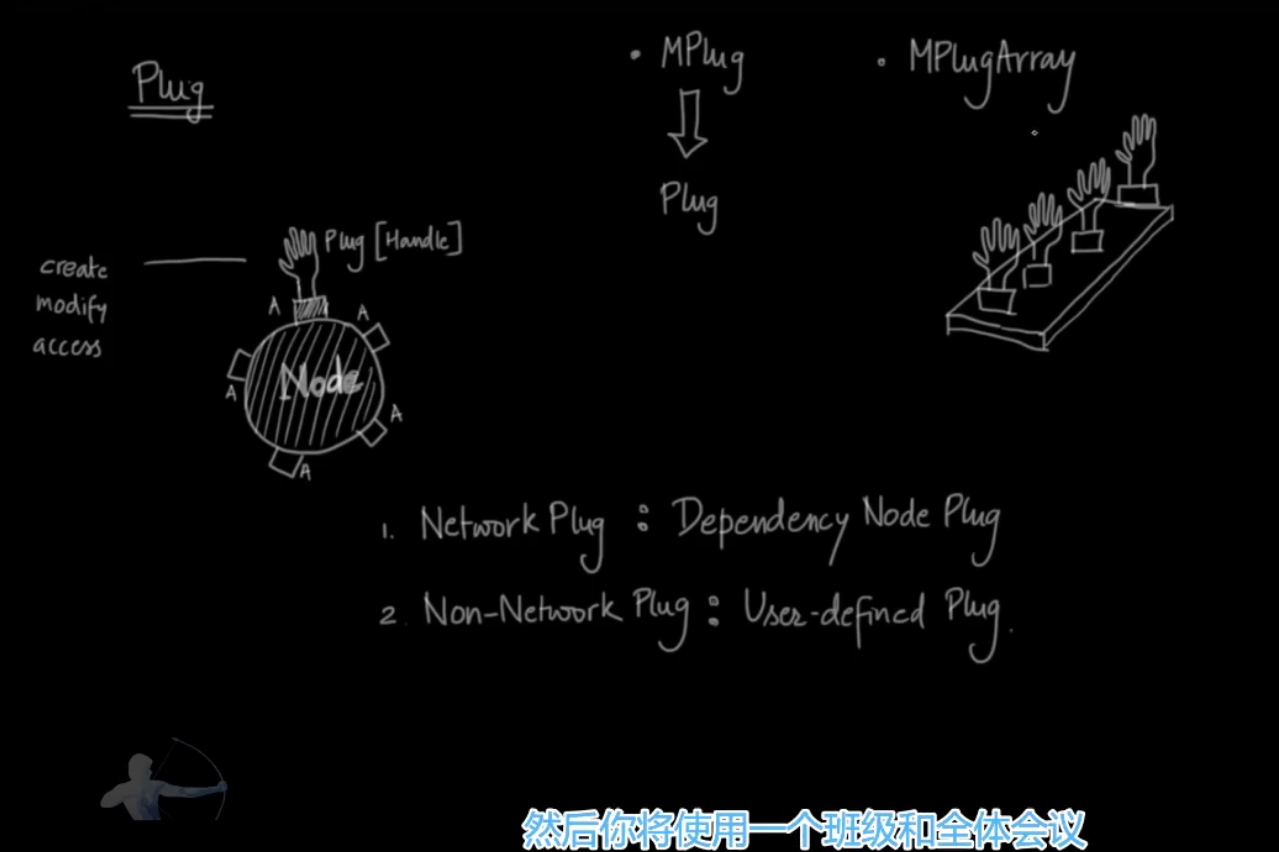 Plug
• MPlug
• MPlugArray
Plug
Plug [Handle]
create
modify
access
A
A
A
A
A
Node
1. Network Plug : Dependency Node Plug
2. Non-Network Plug : User-defined Plug.
然后你将使用一个班级和全体会议